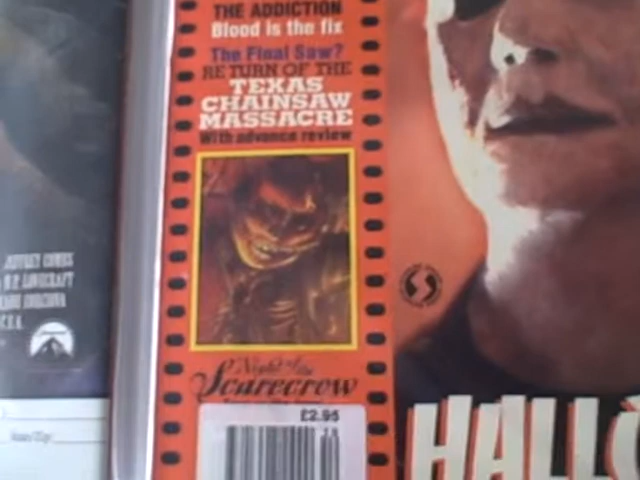 THE ADDICTION
Blood is the fix
The Final Saw?
RETURN OF THE
TEXAS
CHAINSAW
MASSACRE
With advance review
Night of the
Scarecrow
£2.95
JEFFREY COMBS
H.P. LOVECRAFT
HALLO